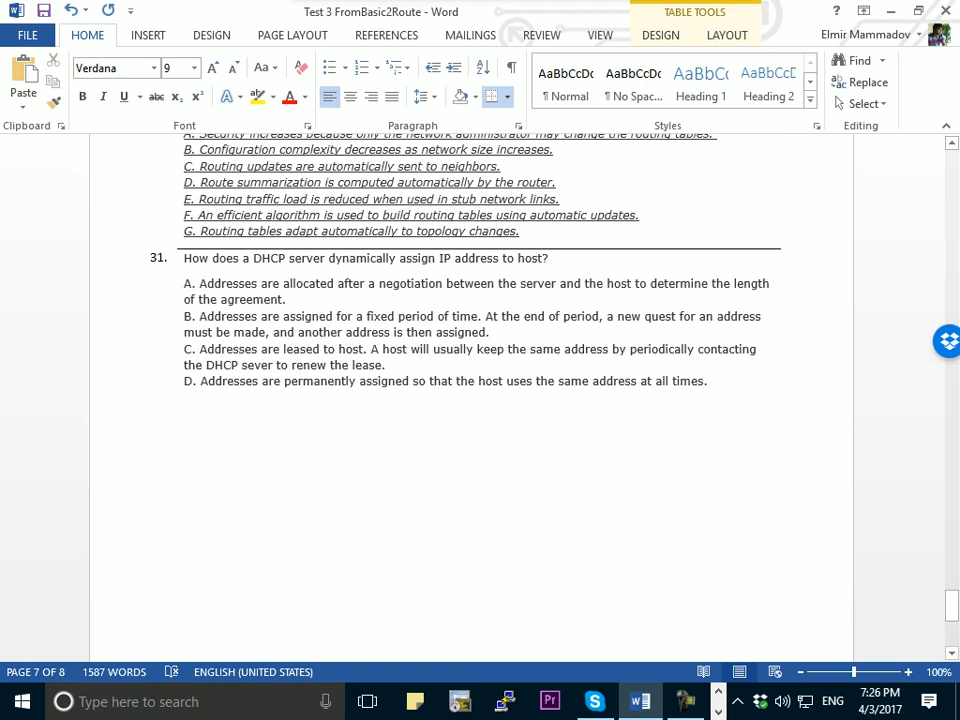 Test 3 FromBasic2Route - Word
TABLE TOOLS
?
FILE
HOME
INSERT
DESIGN
PAGE LAYOUT
REFERENCES
MAILINGS
REVIEW
VIEW
DESIGN
LAYOUT
Elmir Mammadov
Paste
Verdana
9
Aa
B I U abc x₂ x²
Clipboard
Font
Paragraph
AaBbCcDc
¶ Normal
AaBbCcDc
¶ No Spac...
AaBbC
Heading 1
AaBbCcD
Heading 2
Styles
Find
Replace
Select
Editing
A. Security increases because only the network administrator may change the routing tables.
B. Configuration complexity decreases as network size increases.
C. Routing updates are automatically sent to neighbors.
D. Route summarization is computed automatically by the router.
E. Routing traffic load is reduced when used in stub network links.
F. An efficient algorithm is used to build routing tables using automatic updates.
G. Routing tables adapt automatically to topology changes.
31. How does a DHCP server dynamically assign IP address to host?
A. Addresses are allocated after a negotiation between the server and the host to determine the length
of the agreement.
B. Addresses are assigned for a fixed period of time. At the end of period, a new quest for an address
must be made, and another address is then assigned.
C. Addresses are leased to host. A host will usually keep the same address by periodically contacting
the DHCP sever to renew the lease.
D. Addresses are permanently assigned so that the host uses the same address at all times.
PAGE 7 OF 8
1587 WORDS
ENGLISH (UNITED STATES)
100%
Type here to search
Pr
ENG
7:26 PM
4/3/2017